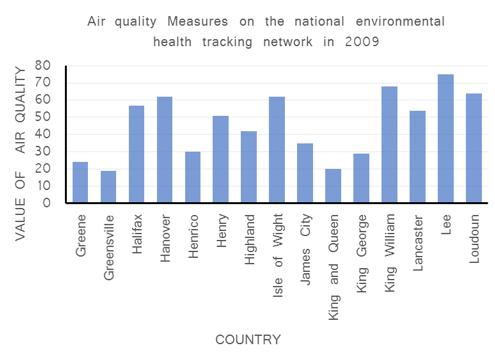 Air quality Measures on the national environmental
health tracking network in 2009
VALUE OF AIR QUALITY
80
70
60
50
40
30
20
10
0
Greene
Greensville
Halifax
Hanover
Henrico
Henry
Highland
Isle of Wight
James City
King and Queen
King George
King William
Lancaster
Lee
Loudoun
COUNTRY